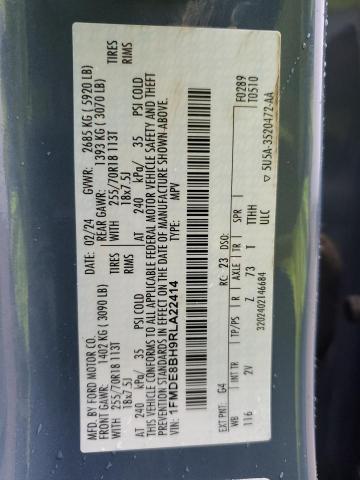 MFD. BY FORD MOTOR CO.
DATE: 02/24 GVWR: 2685 KG ( 5920 LB)
FRONT GAWR: 1402 KG ( 3090 LB) REAR GAWR: 1393 KG ( 3070 LB)
WITH 255/70R18 113T TIRES WITH 255/70R18 113T TIRES
18x7.5J RIMS 18x7.5J RIMS
AT 240 kPa/ 35 PSI COLD AT 240 kPa/ 35 PSI COLD
THIS VEHICLE CONFORMS TO ALL APPLICABLE FEDERAL MOTOR VEHICLE SAFETY AND THEFT
PREVENTION STANDARDS IN EFFECT ON THE DATE OF MANUFACTURE SHOWN ABOVE.
VIN: 1FMDE8BH9RLA22414 TYPE: MPV
F0289
T0510
EXT PNT: G4 RC: 23 DSO:
WB INT TR TP/PS R AXLE TR SPR
116 2V Z 73 T TTHH
ULC
3202402146684 5U5A-3520472-AA